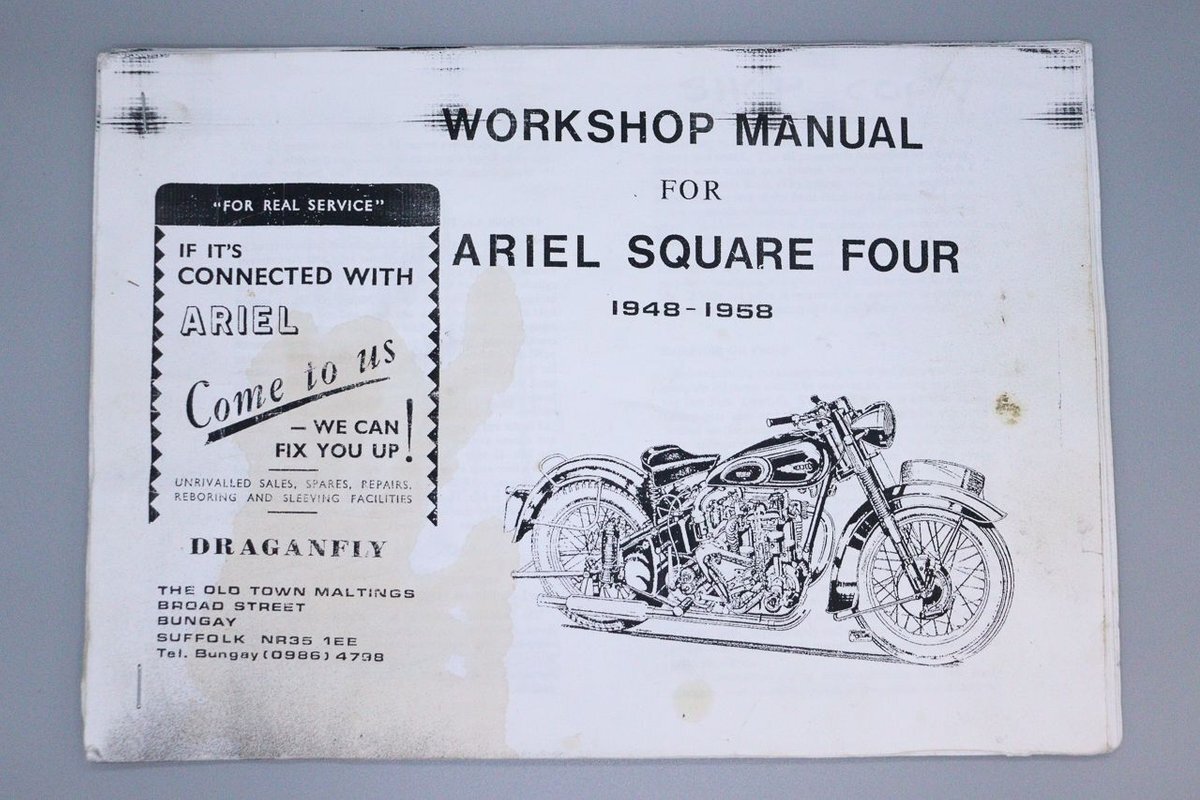 WORKSHOP MANUAL
FOR
ARIEL SQUARE FOUR
1948-1958
"FOR REAL SERVICE"
IF IT'S
CONNECTED WITH
ARIEL
Come to us
– WE CAN
FIX YOU UP!
UNRIVALLED SALES, SPARES, REPAIRS,
REBORING AND SLEEVING FACILITIES
DRAGANFLY
THE OLD TOWN MALTINGS
BROAD STREET
BUNGAY
SUFFOLK NR35 1EE
Tel. Bungay (0986) 4798